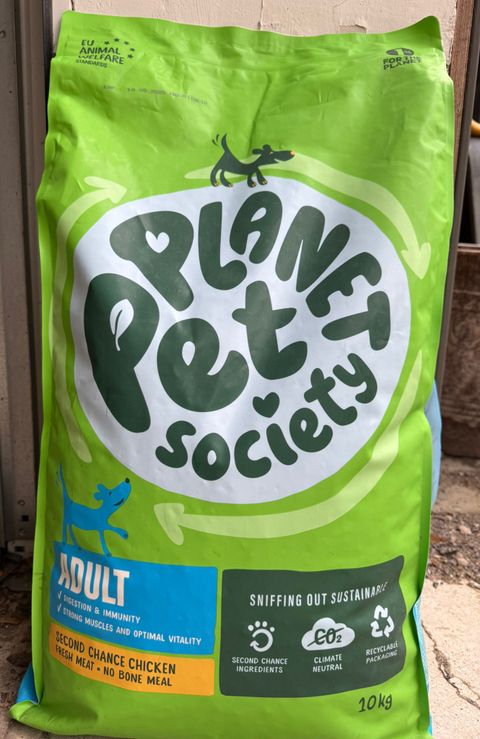 EU
ANIMAL
WELFARE
STANDARDS
FOR THE
PLANET
PLANET
Pet
society
ADULT
✓ DIGESTION & IMMUNITY
✓ STRONG MUSCLES AND OPTIMAL VITALITY
SECOND CHANCE CHICKEN
FRESH MEAT • NO BONE MEAL
SNIFFING OUT SUSTAINABLE
CO₂
SECOND CHANCE
INGREDIENTS
CLIMATE
NEUTRAL
RECYCLABLE
PACKAGING
10kg